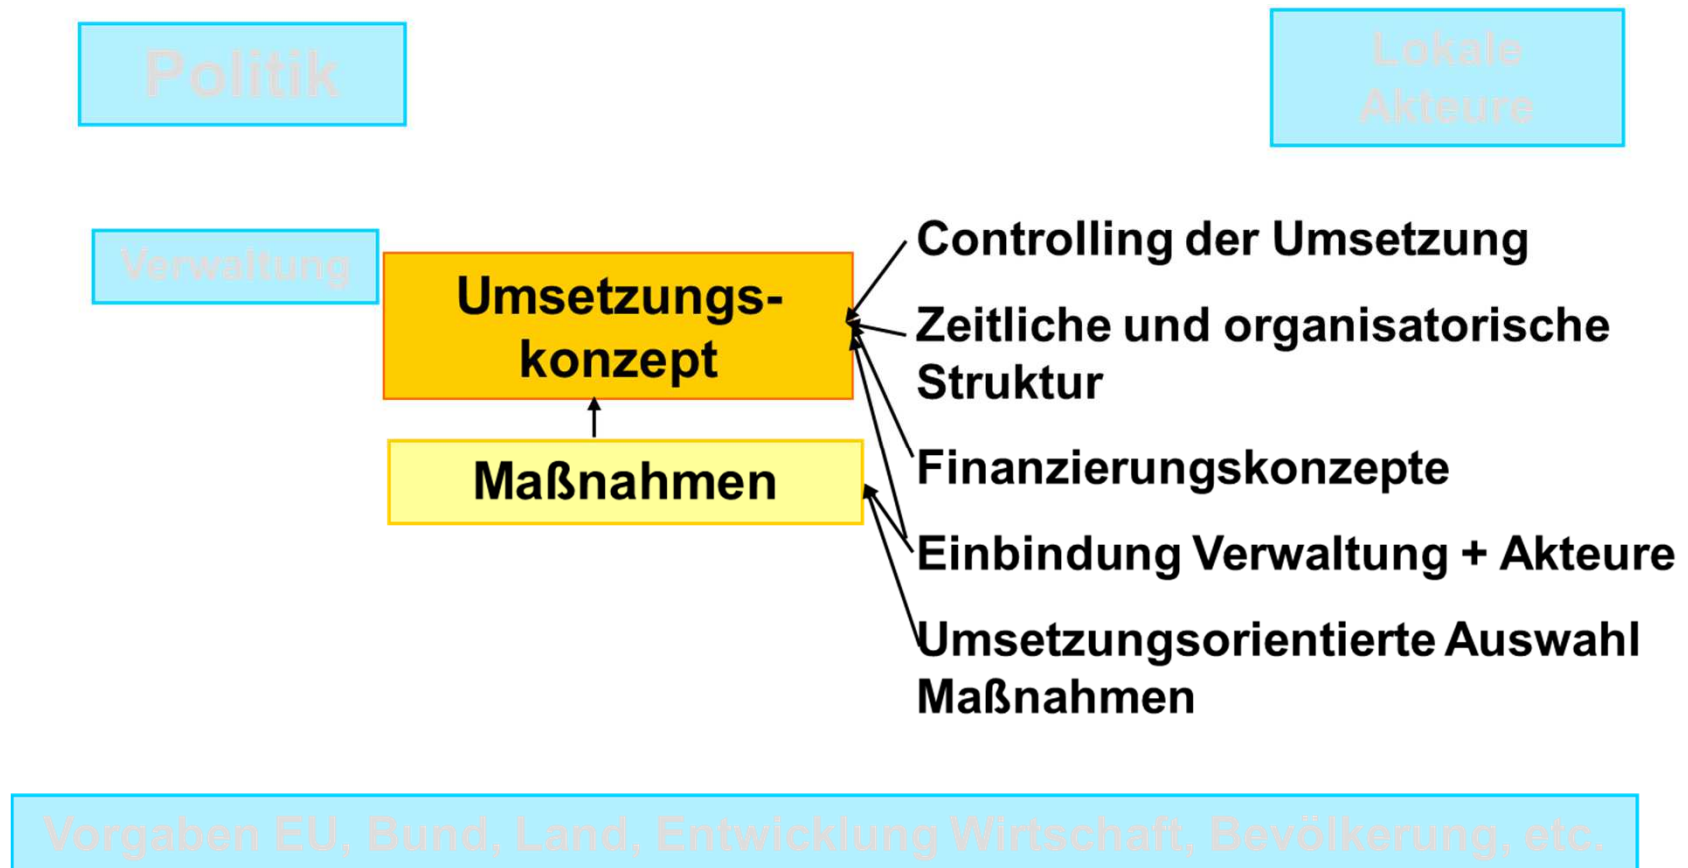 Politik
Lokale
Akteure
Verwaltung
Umsetzungs-
konzept
Maßnahmen
Controlling der Umsetzung
Zeitliche und organisatorische
Struktur
Finanzierungskonzepte
Einbindung Verwaltung + Akteure
Umsetzungsorientierte Auswahl
Maßnahmen
Vorgaben EU, Bund, Land, Entwicklung Wirtschaft, Bevölkerung, etc.